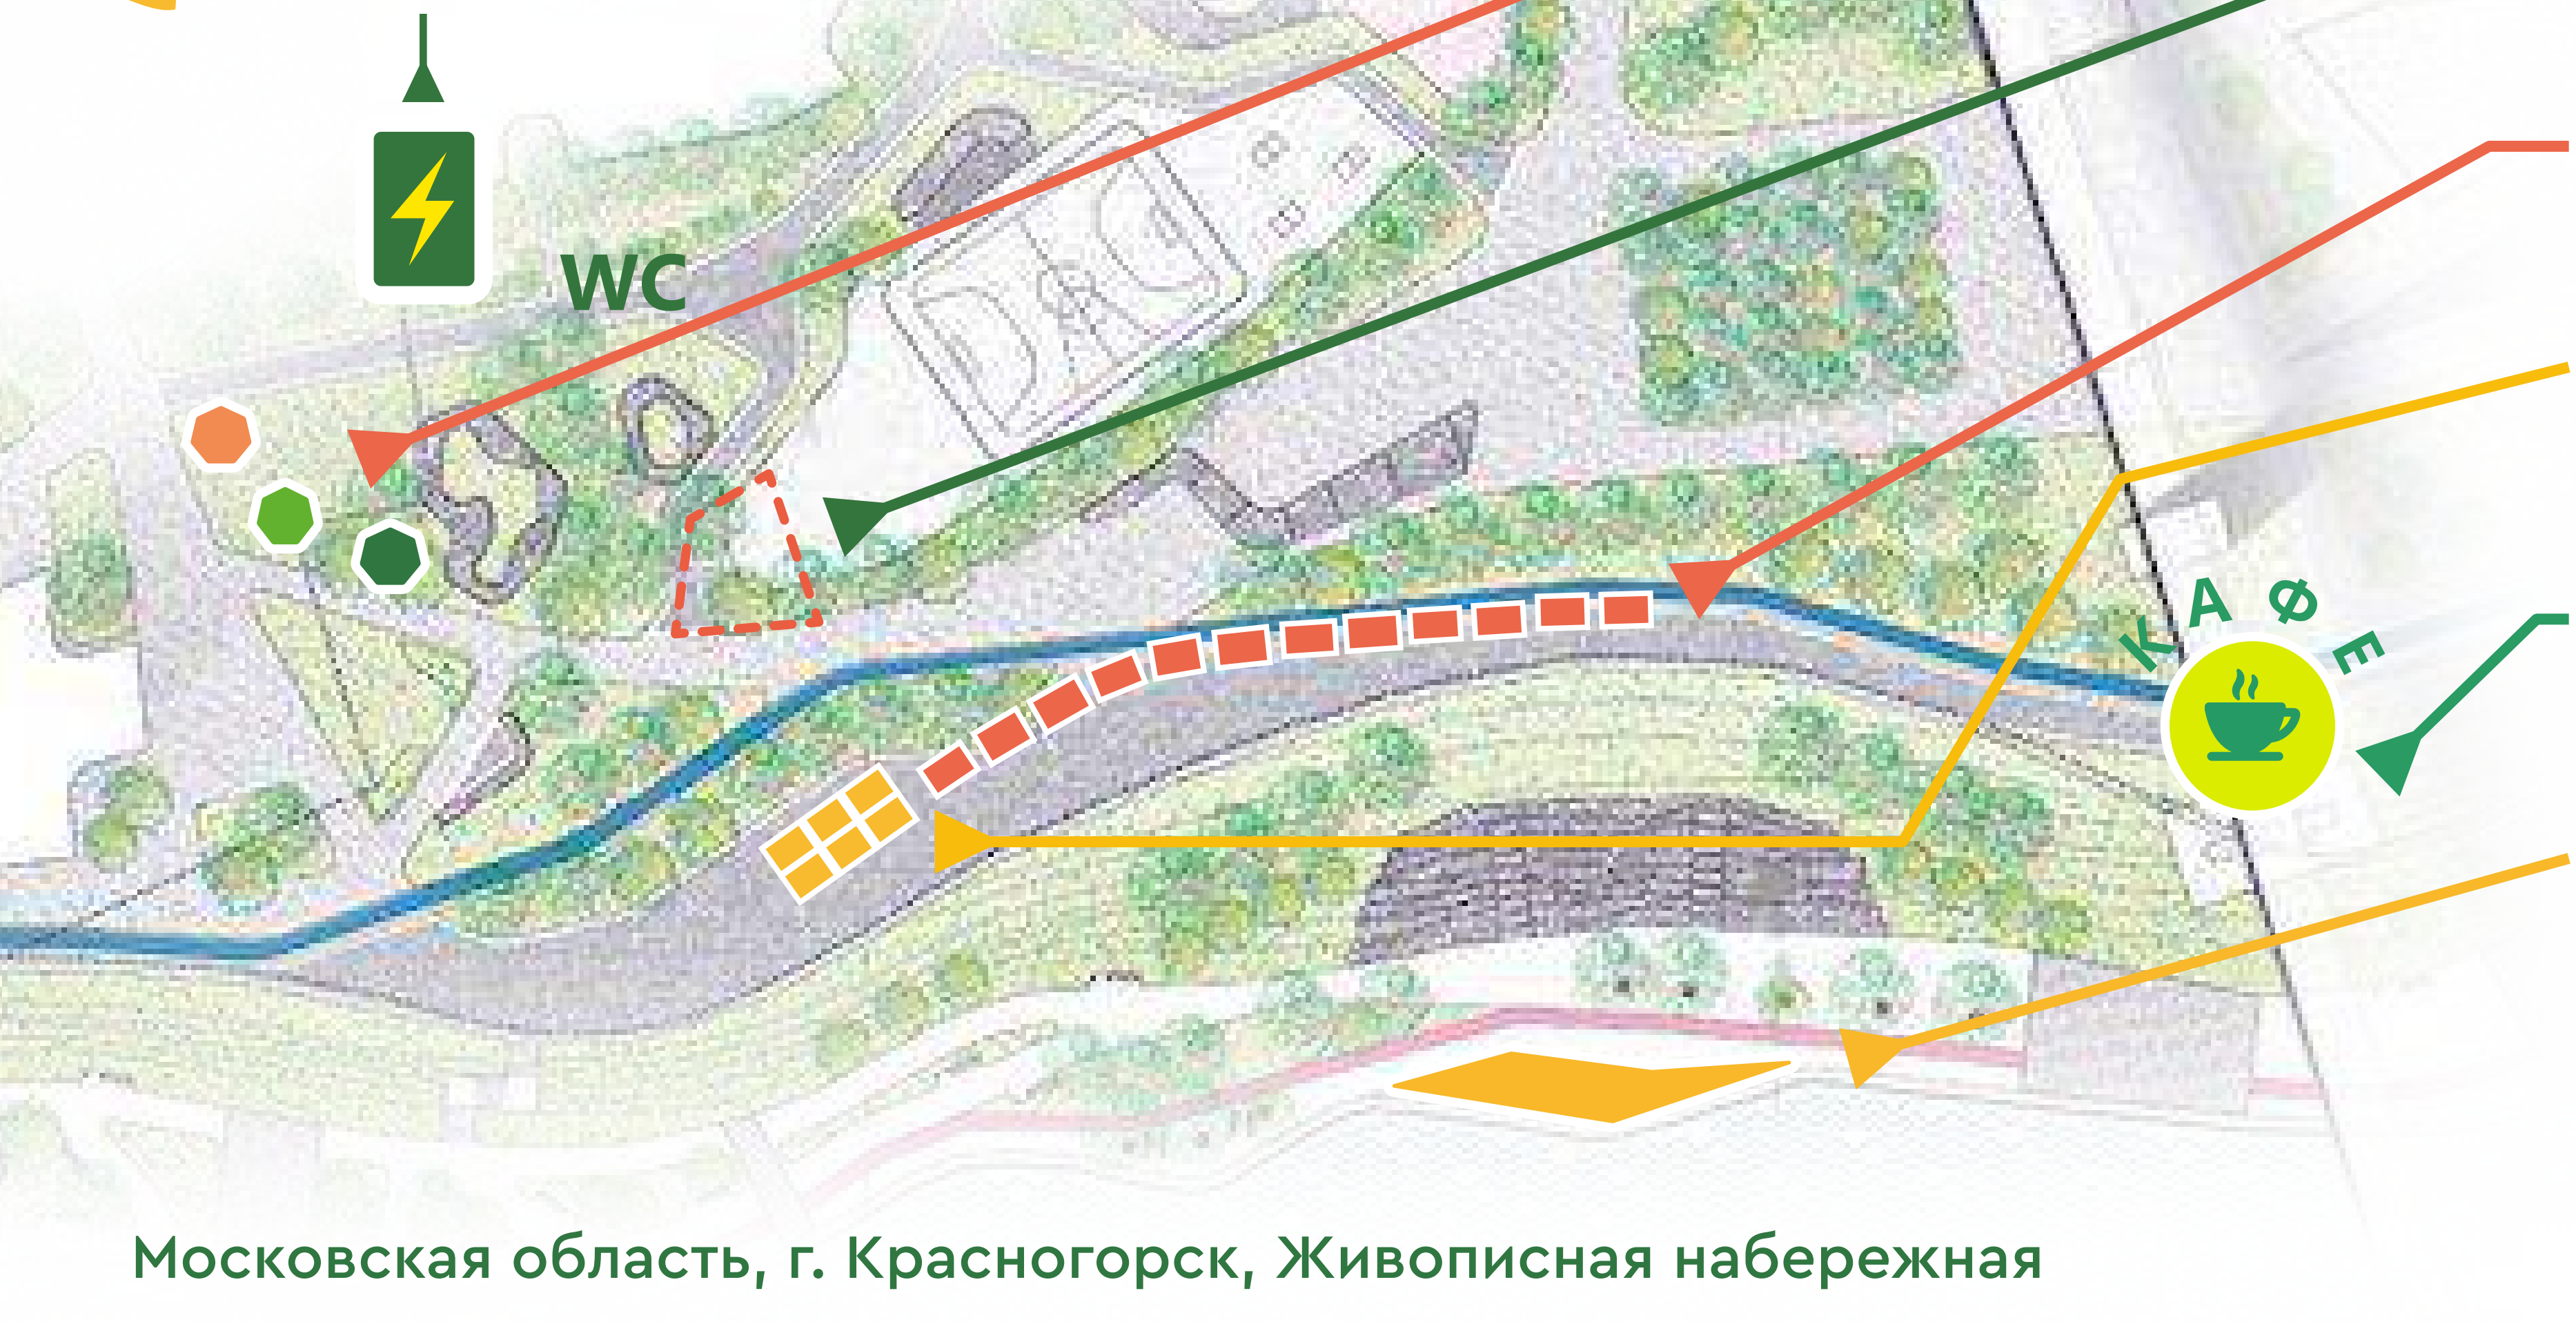 WC
КАФЕ
Московская область, г. Красногорск, Живописная набережная